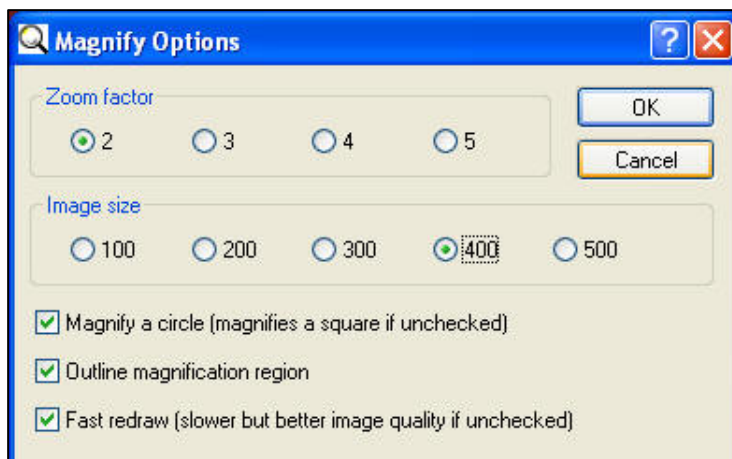 Magnify Options
Zoom factor
OK
2 3 4 5
Cancel
Image size
100 200 300 400 500
Magnify a circle (magnifies a square if unchecked)
Outline magnification region
Fast redraw (slower but better image quality if unchecked)